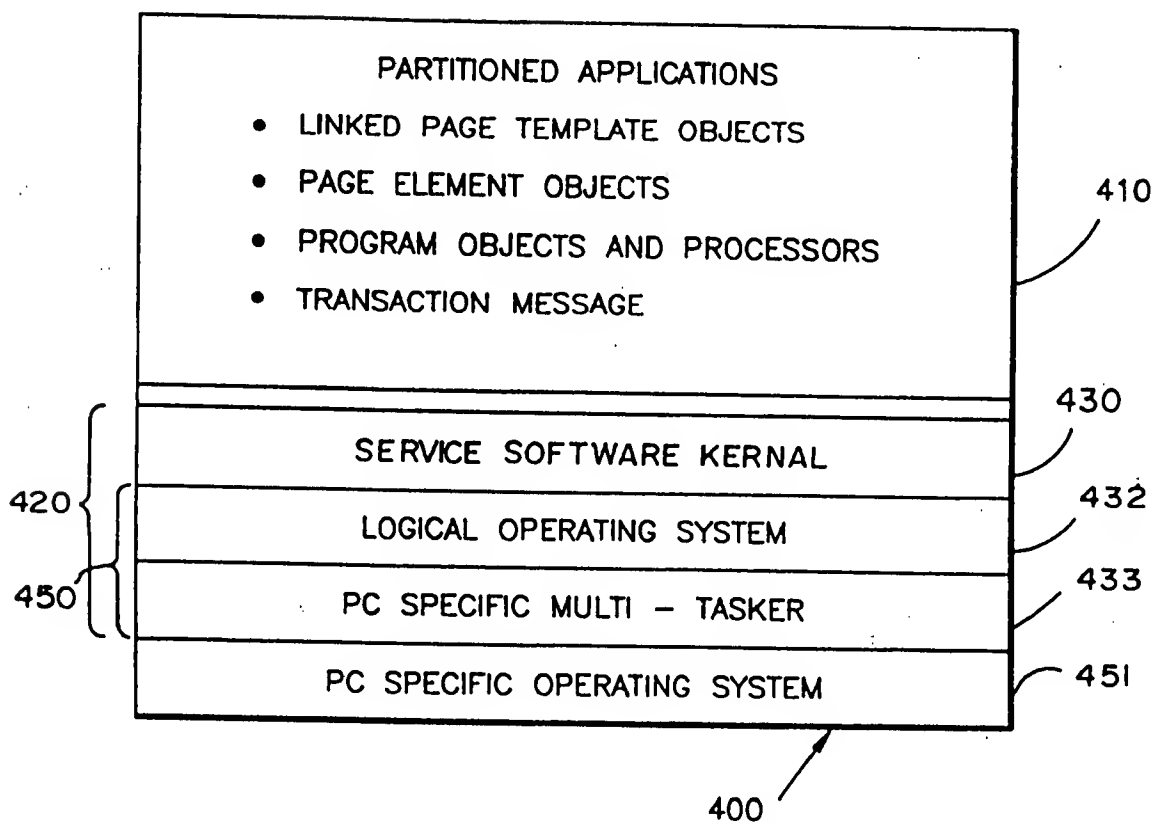 PARTITIONED APPLICATIONS
• LINKED PAGE TEMPLATE OBJECTS
• PAGE ELEMENT OBJECTS
• PROGRAM OBJECTS AND PROCESSORS
• TRANSACTION MESSAGE
410
430
SERVICE SOFTWARE KERNAL
420
432
LOGICAL OPERATING SYSTEM
433
450
PC SPECIFIC MULTI - TASKER
451
PC SPECIFIC OPERATING SYSTEM
400